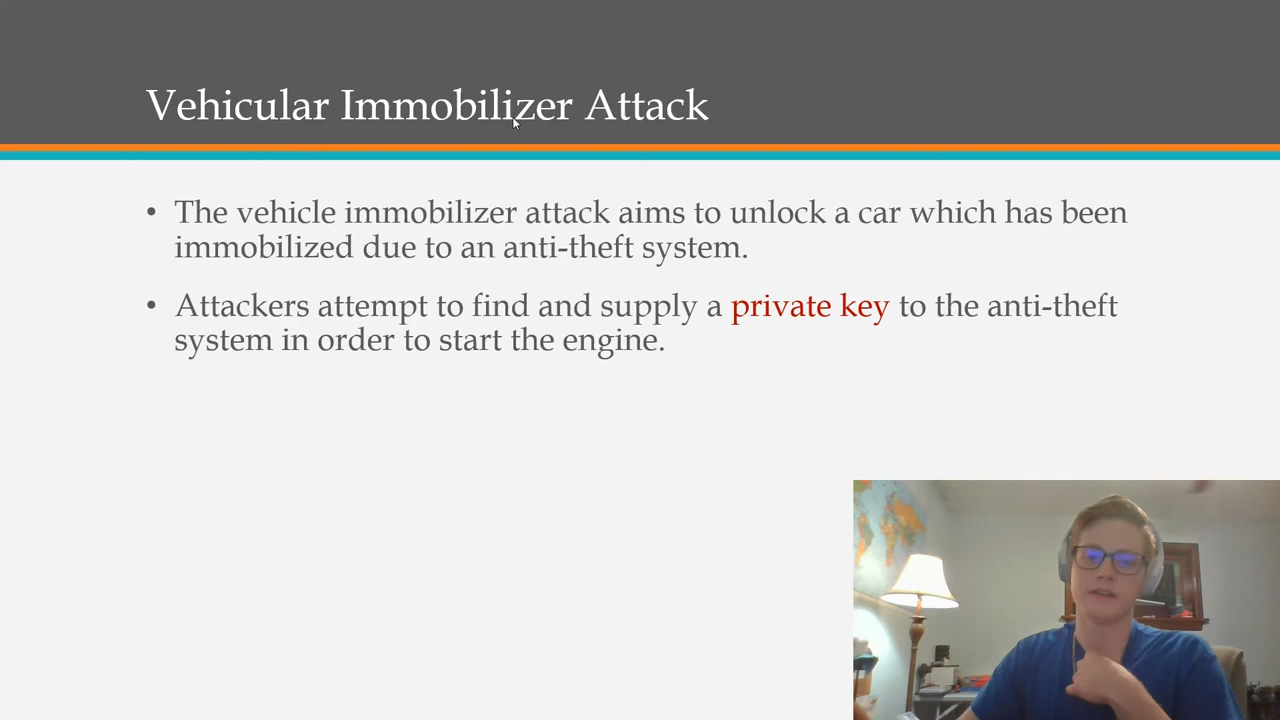 Vehicular Immobilizer Attack
• The vehicle immobilizer attack aims to unlock a car which has been
immobilized due to an anti-theft system.
• Attackers attempt to find and supply a private key to the anti-theft
system in order to start the engine.